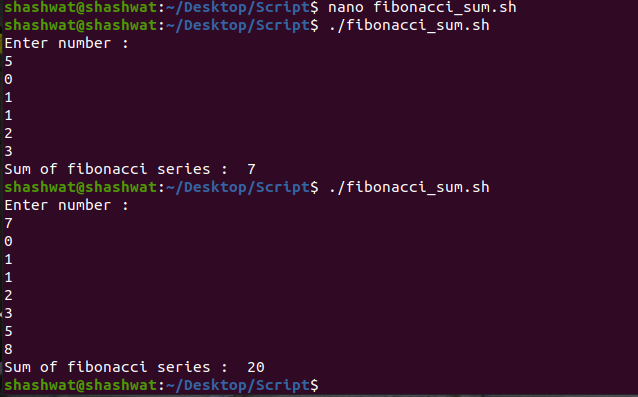 shashwat@shashwat:~/Desktop/Script$ nano fibonacci_sum.sh
shashwat@shashwat:~/Desktop/Script$ ./fibonacci_sum.sh
Enter number :
5
0
1
1
2
3
Sum of fibonacci series :  7
shashwat@shashwat:~/Desktop/Script$ ./fibonacci_sum.sh
Enter number :
7
0
1
1
2
3
5
8
Sum of fibonacci series :  20
shashwat@shashwat:~/Desktop/Script$